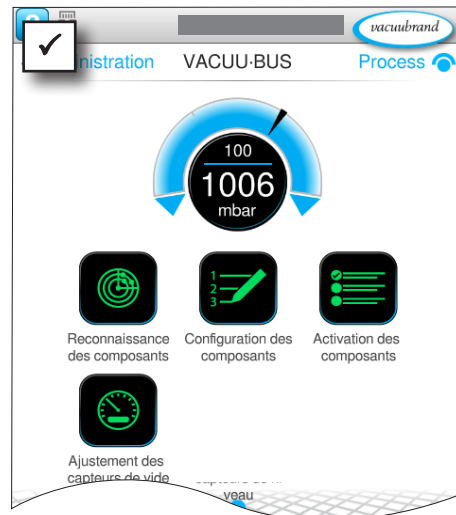 vacuubrand
nistration VACUU·BUS Process
100
1006
mbar
1
2
3
Reconnaissance
des composants
Configuration des
composants
Activation des
composants
Ajustement des
capteurs de vide
veau